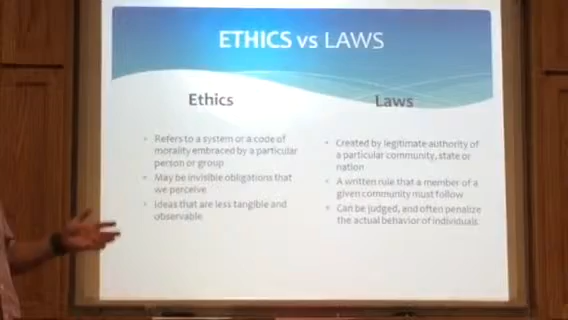 ETHICS vs LAWS
Ethics
Refers to a system or a code of
morality embraced by a particular
person or group
May be invisible obligations that
we perceive
Ideas that are less tangible and
observable
Laws
Created by legitimate authority of
a particular community, state or
nation
A written rule that a member of a
given community must follow
Can be judged, and often penalize
the actual behavior of individuals